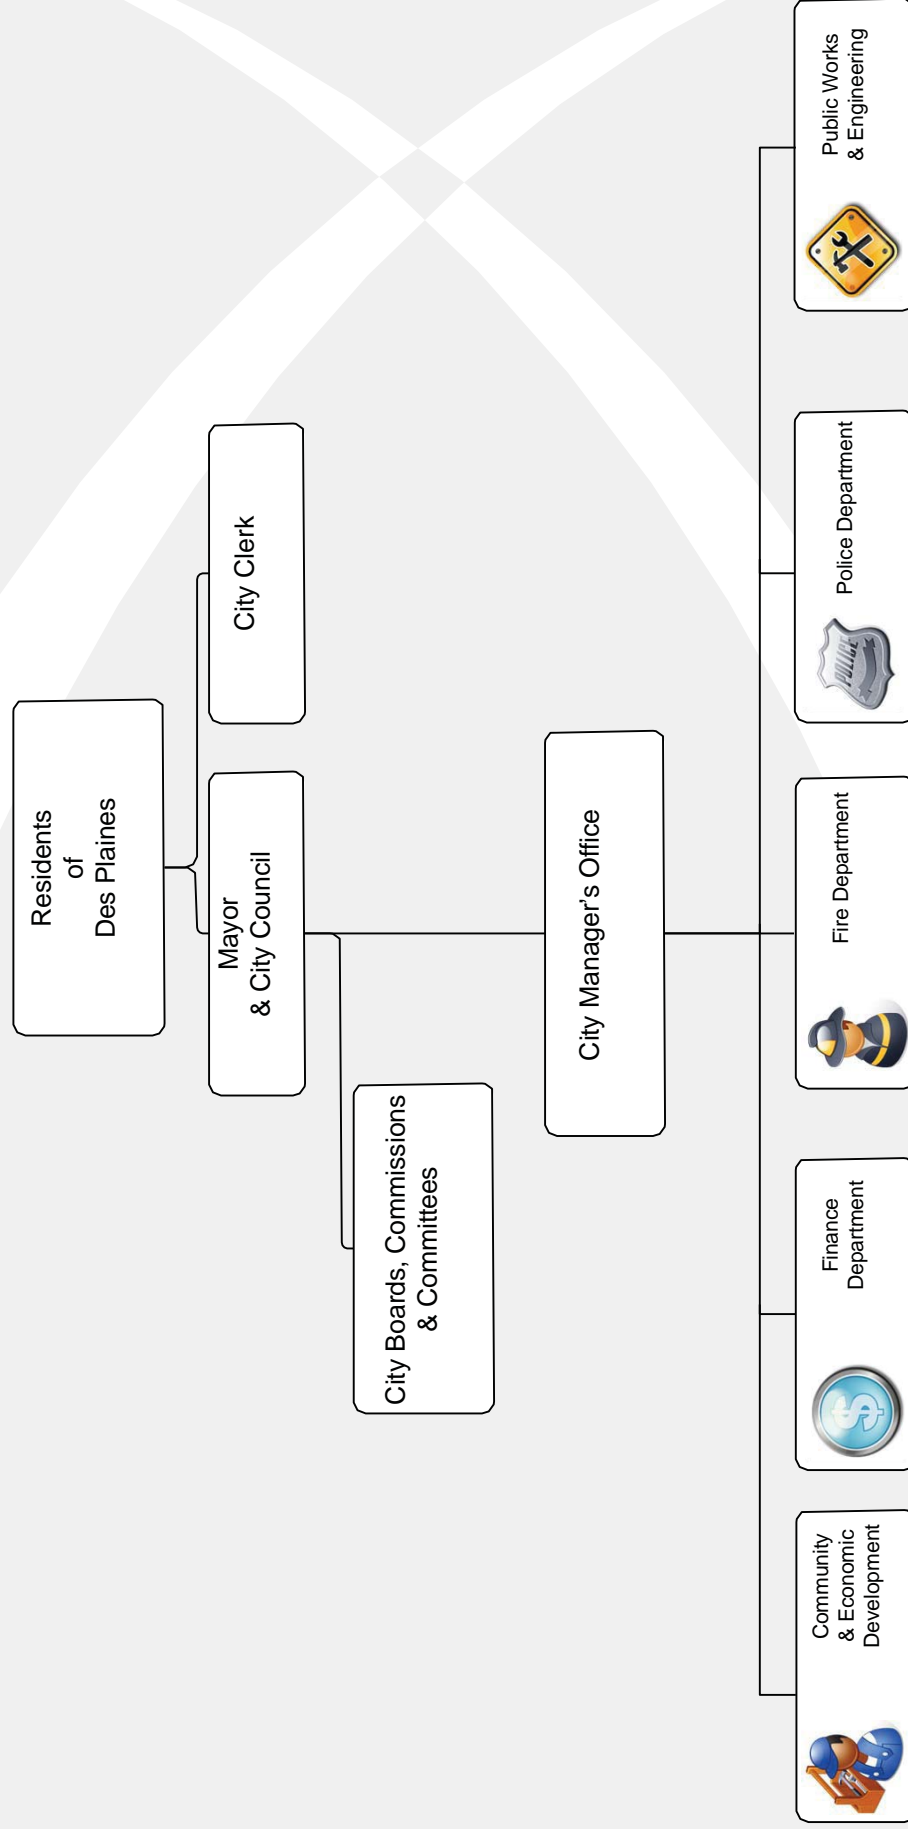 Residents
of
Des Plaines
Mayor
& City Council
City Clerk
City Boards, Commissions
& Committees
City Manager’s Office
Community
& Economic
Development
Finance
Department
Fire Department
Police Department
POLICE
Public Works
& Engineering
$